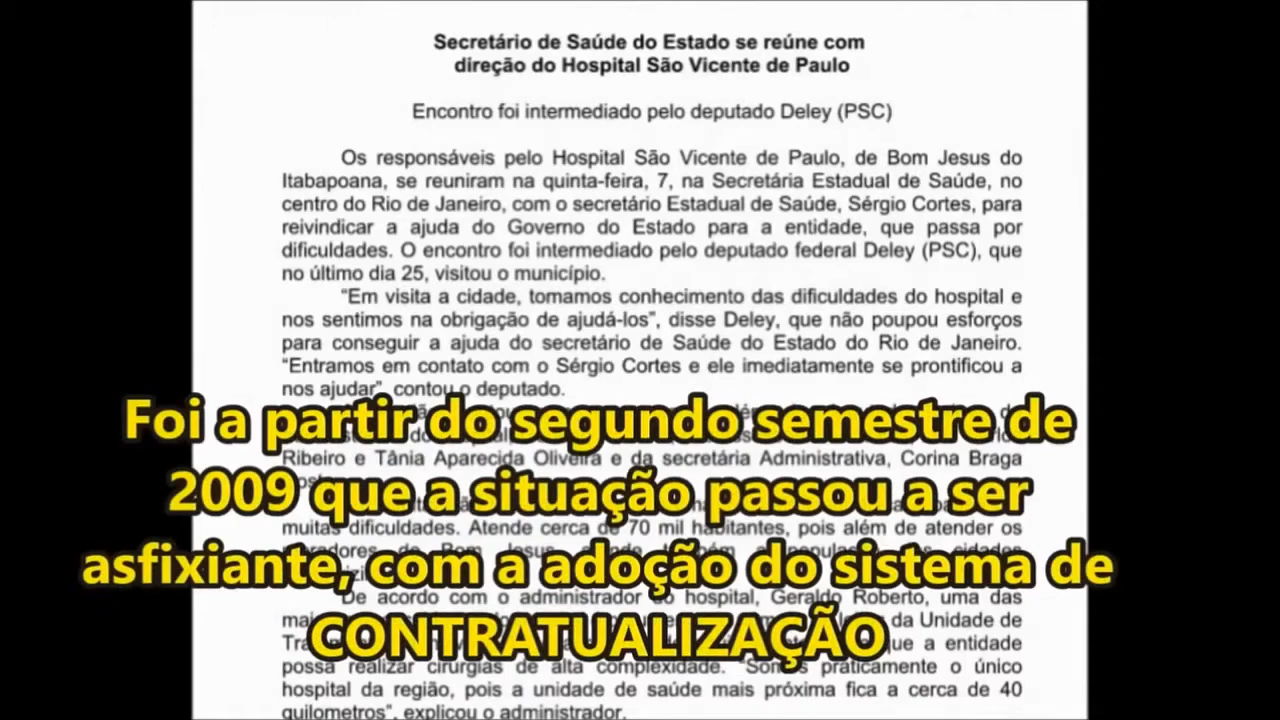 Secretário de Saúde do Estado se reúne com
direção do Hospital São Vicente de Paulo
Encontro foi intermediado pelo deputado Deley (PSC)
Os responsáveis pelo Hospital São Vicente de Paulo, de Bom Jesus do
Itabapoana, se reuniram na quinta-feira, 7, na Secretária Estadual de Saúde, no
centro do Rio de Janeiro, com o secretário Estadual de Saúde, Sérgio Cortes, para
reivindicar a ajuda do Governo do Estado para a entidade, que passa por
dificuldades. O encontro foi intermediado pelo deputado federal Deley (PSC), que
no último dia 25, visitou o município.
“Em visita a cidade, tomamos conhecimento das dificuldades do hospital e
nos sentimos na obrigação de ajudá-los”, disse Deley, que não poupou esforços
para conseguir a ajuda do secretário de Saúde do Estado do Rio de Janeiro.
“Entramos em contato com o Sérgio Cortes e ele imediatamente se prontificou a
nos ajudar”, contou o deputado.
Foi a partir do segundo semestre de
Ribeiro e Tânia Aparecida Oliveira e da secretária Administrativa, Corina Braga
2009 que a situação passou a ser
muitas dificuldades. Atende cerca de 70 mil habitantes, pois além de atender os
asfixiante, com a adoção do sistema de
De acordo com o administrador do hospital, Geraldo Roberto, uma das
da Unidade de
CONTRATUALIZAÇÃO
que a entidade
possa realizar cirurgias de alta complexidade. “Somos praticamente o único
hospital da região, pois a unidade de saúde mais próxima fica a cerca de 40
quilometros”, explicou o administrador.